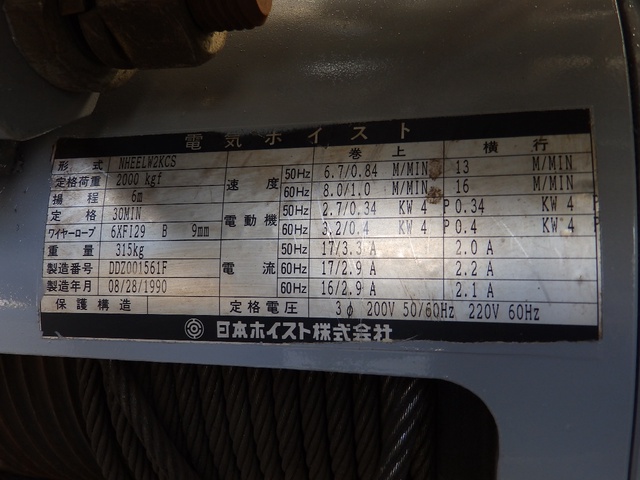 電気ホイスト
巻上 横行
形式 NHEELW2KCS 速度 50Hz 6.7/0.84 M/MIN 13 M/MIN
定格荷重 2000 kgf 60Hz 8.0/1.0 M/MIN 16 M/MIN
揚程 6m 電動機 50Hz 2.7/0.34 KW 4 P 0.34 KW 4
定格 30MIN 60Hz 3.2/0.4 KW 4 P 0.4 KW 4
ワイヤーロープ 6XFI29 B 9mm 電流 50Hz 17/3.3 A 2.0 A
重量 315kg 60Hz 17/2.9 A 2.2 A
製造番号 DDZ001561F 60Hz 16/2.9 A 2.1 A
製造年月 08/28/1990
保護構造 定格電圧 3φ 200V 50/60Hz 220V 60Hz
日本ホイスト株式会社